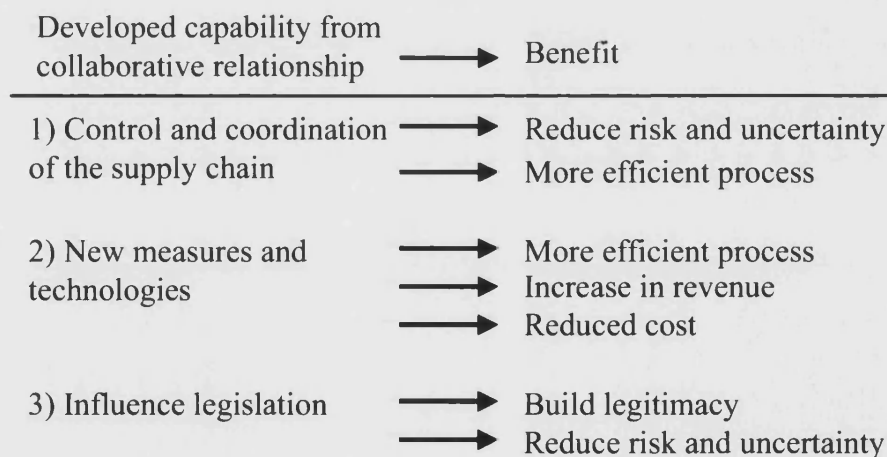 Developed capability from
collaborative relationship
Benefit
1) Control and coordination
of the supply chain
Reduce risk and uncertainty
More efficient process
2) New measures and
technologies
More efficient process
Increase in revenue
Reduced cost
3) Influence legislation
Build legitimacy
Reduce risk and uncertainty